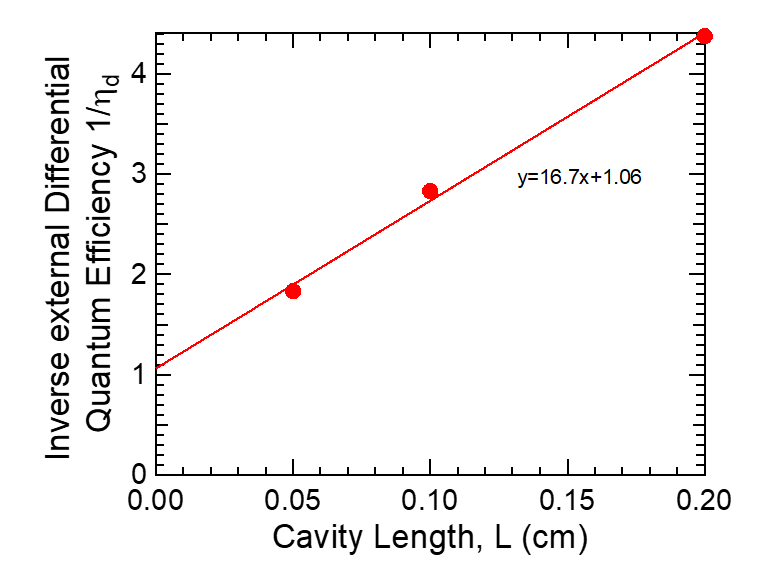 Inverse external Differential
Quantum Efficiency 1/ηd
4
3
2
1
0
y=16.7x+1.06
0.00 0.05 0.10 0.15 0.20
Cavity Length, L (cm)